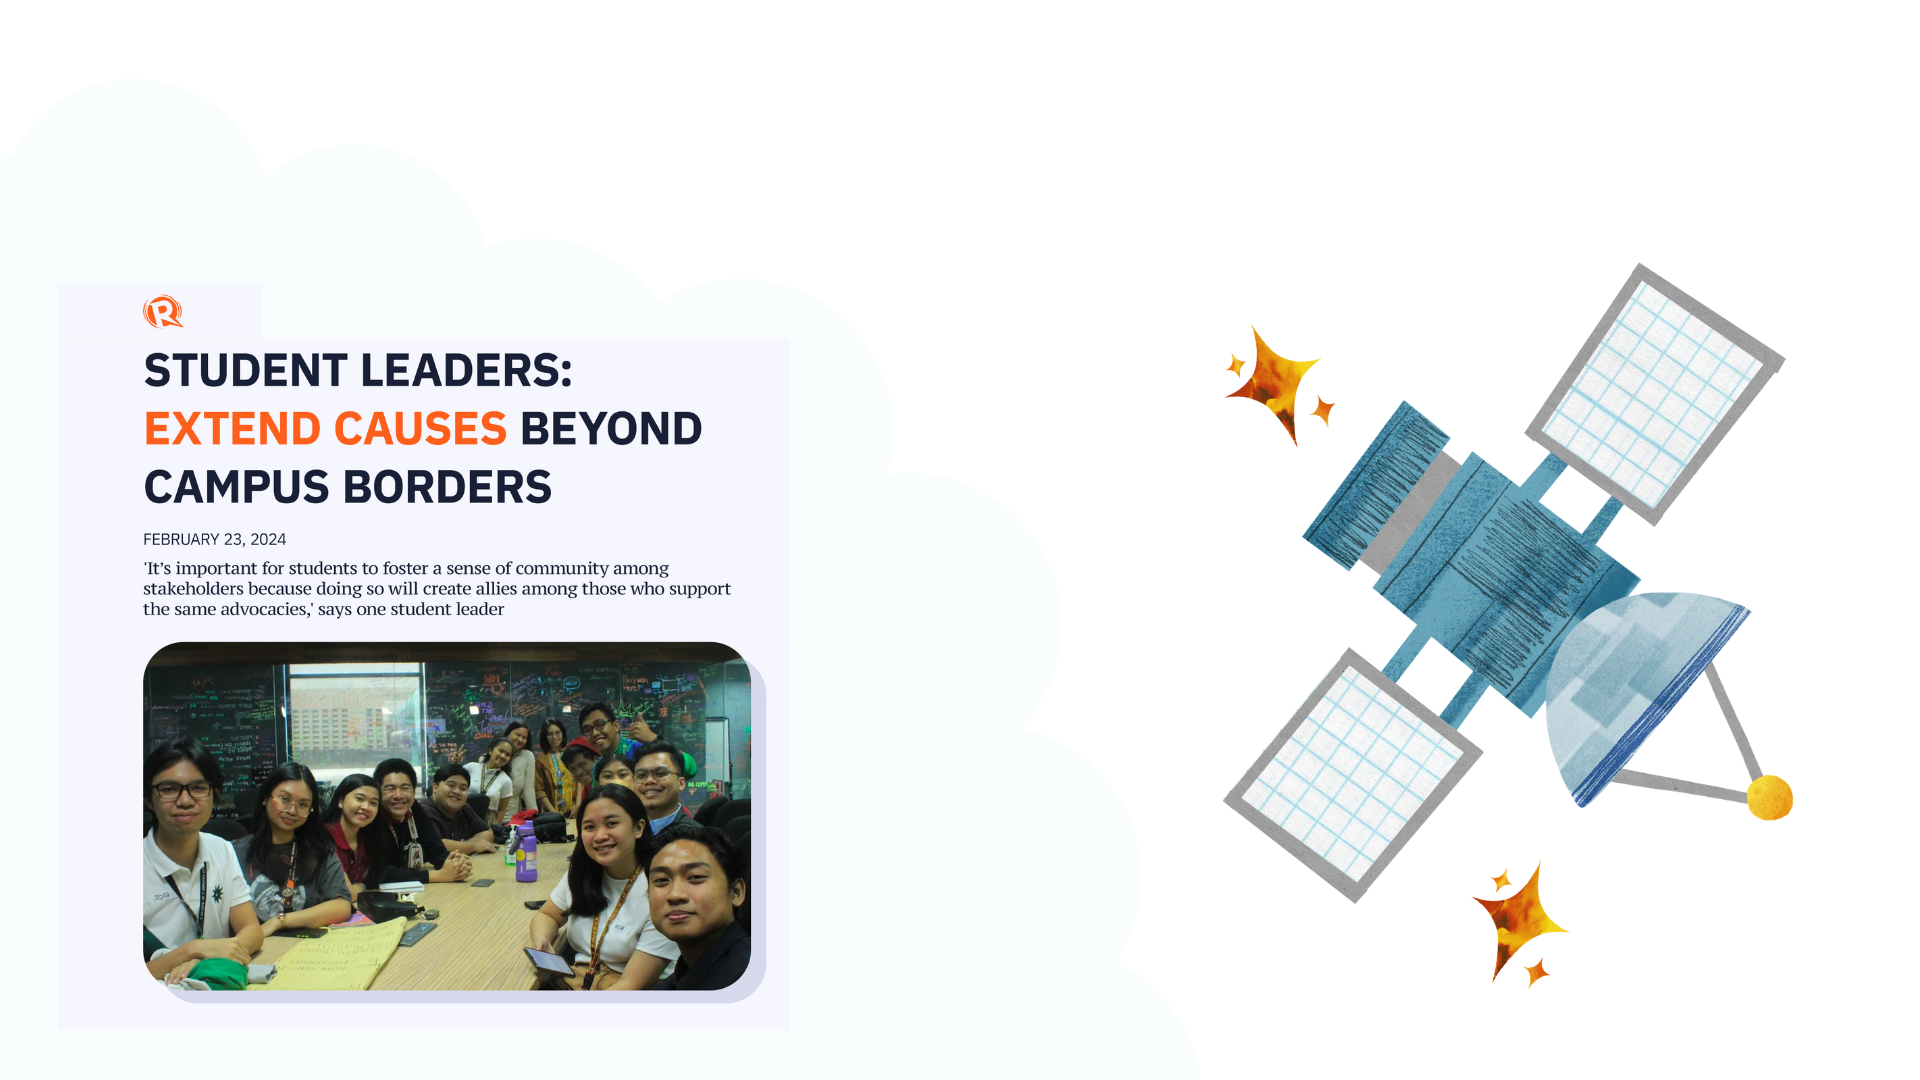 STUDENT LEADERS:
EXTEND CAUSES BEYOND
CAMPUS BORDERS
FEBRUARY 23, 2024
'It's important for students to foster a sense of community among
stakeholders because doing so will create allies among those who support
the same advocacies,' says one student leader